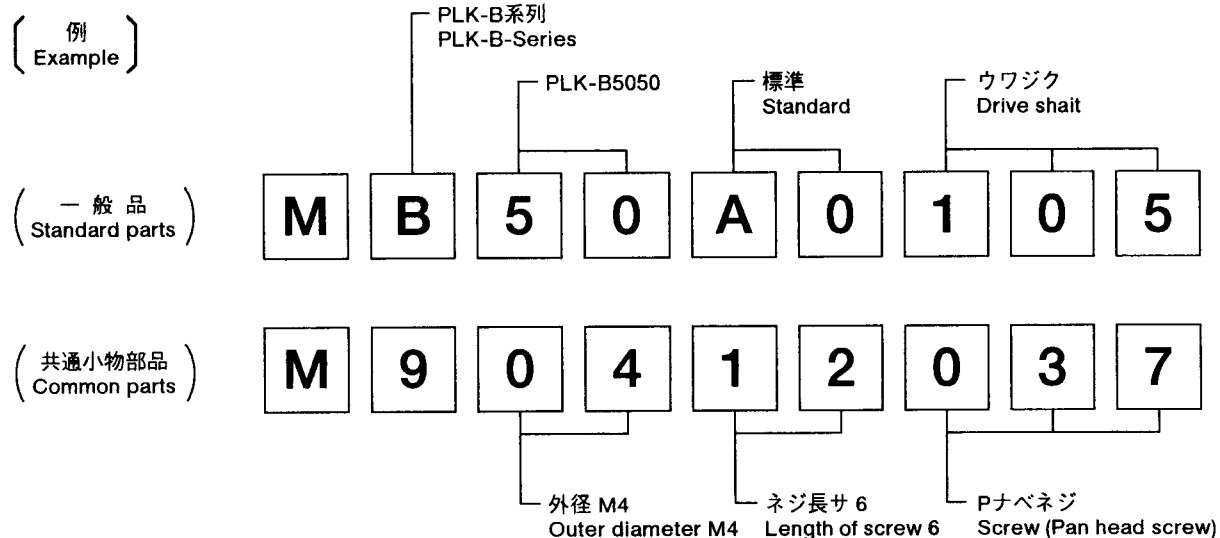 例
Example
PLK-B系列
PLK-B-Series
PLK-B5050
標準
Standard
ウワジク
Drive shait
一般品
Standard parts
M B 5 0 A 0 1 0 5
共通小物部品
Common parts
M 9 0 4 1 2 0 3 7
外径 M4
Outer diameter M4
ネジ長サ 6
Length of screw 6
Pナベネジ
Screw (Pan head screw)